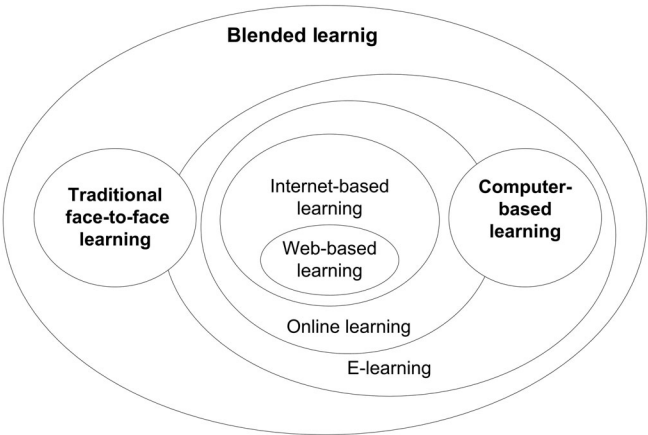 Blended learnig
Traditional
face-to-face
learning
Internet-based
learning
Web-based
learning
Computer-
based
learning
Online learning
E-learning